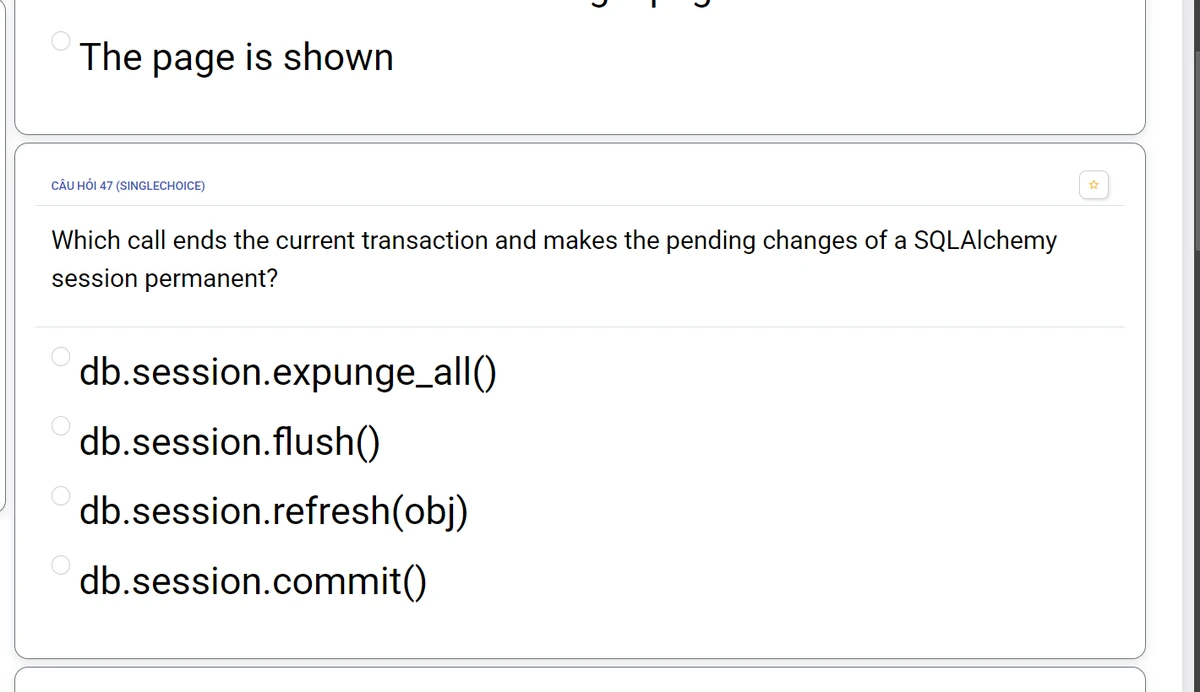 The page is shown
CÂU HỎI 47 (SINGLECHOICE)
Which call ends the current transaction and makes the pending changes of a SQLAlchemy
session permanent?
db.session.expunge_all()
db.session.flush()
db.session.refresh(obj)
db.session.commit()